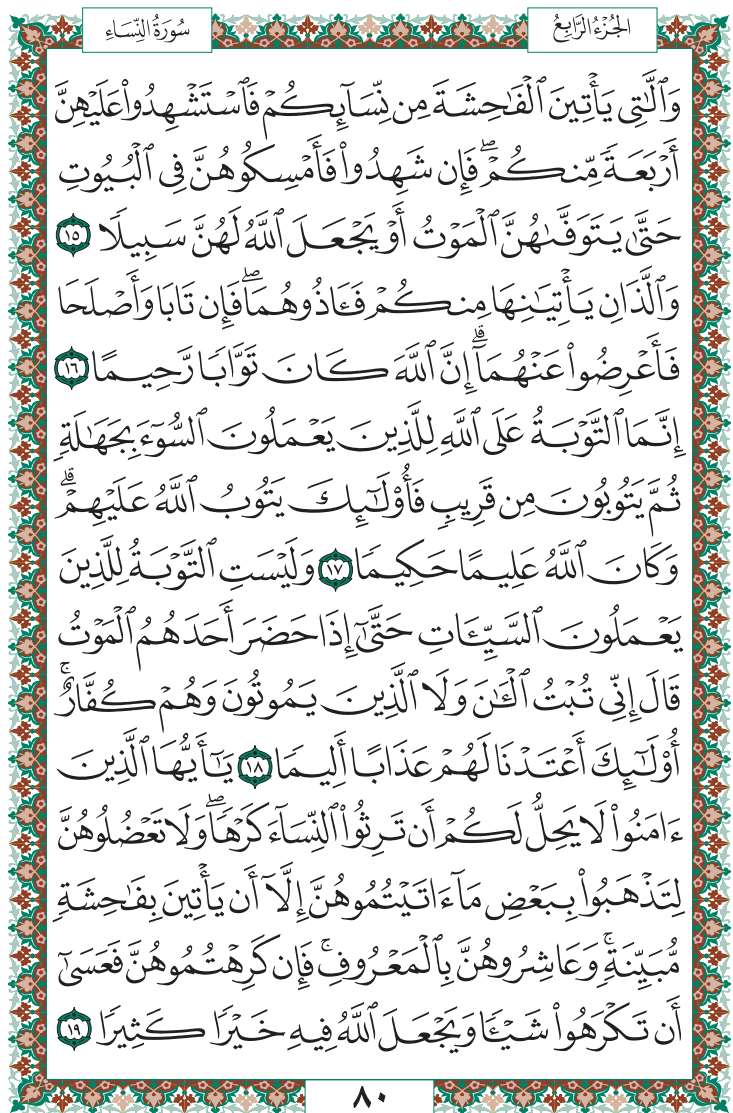 الجُزْءُ الرَّابِعُ
سُورَةُ النِّسَاءِ
وَٱلَّٰتِى يَأۡتِينَ ٱلۡفَٰحِشَةَ مِن نِّسَآئِكُمۡ فَٱسۡتَشۡهِدُواْ عَلَيۡهِنَّ
أَرۡبَعَةٗ مِّنكُمۡۖ فَإِن شَهِدُواْ فَأَمۡسِكُوهُنَّ فِى ٱلۡبُيُوتِ
حَتَّىٰ يَتَوَفَّىٰهُنَّ ٱلۡمَوۡتُ أَوۡ يَجۡعَلَ ٱللَّهُ لَهُنَّ سَبِيلٗا ١٥
وَٱلَّذَانِ يَأۡتِيَٰنِهَا مِنكُمۡ فَـَٔاذُوهُمَاۖ فَإِن تَابَا وَأَصۡلَحَا
فَأَعۡرِضُواْ عَنۡهُمَآۗ إِنَّ ٱللَّهَ كَانَ تَوَّابٗا رَّحِيمًا ١٦
إِنَّمَا ٱلتَّوۡبَةُ عَلَى ٱللَّهِ لِلَّذِينَ يَعۡمَلُونَ ٱلسُّوٓءَ بِجَهَٰلَةٖ
ثُمَّ يَتُوبُونَ مِن قَرِيبٖ فَأُوْلَٰٓئِكَ يَتُوبُ ٱللَّهُ عَلَيۡهِمۡۗ
وَكَانَ ٱللَّهُ عَلِيمًا حَكِيمٗا ١٧ وَلَيۡسَتِ ٱلتَّوۡبَةُ لِلَّذِينَ
يَعۡمَلُونَ ٱلسَّيِّـَٔاتِ حَتَّىٰٓ إِذَا حَضَرَ أَحَدَهُمُ ٱلۡمَوۡتُ
قَالَ إِنِّى تُبۡتُ ٱلۡـَٰٔنَ وَلَا ٱلَّذِينَ يَمُوتُونَ وَهُمۡ كُفَّارٌۚ
أُوْلَٰٓئِكَ أَعۡتَدۡنَا لَهُمۡ عَذَابًا أَلِيمٗا ١٨ يَٰٓأَيُّهَا ٱلَّذِينَ
ءَامَنُواْ لَا يَحِلُّ لَكُمۡ أَن تَرِثُواْ ٱلنِّسَآءَ كَرۡهٗاۖ وَلَا تَعۡضُلُوهُنَّ
لِتَذۡهَبُواْ بِبَعۡضِ مَآ ءَاتَيۡتُمُوهُنَّ إِلَّآ أَن يَأۡتِينَ بِفَٰحِشَةٖ
مُّبَيِّنَةٖۚ وَعَاشِرُوهُنَّ بِٱلۡمَعۡرُوفِۚ فَإِن كَرِهۡتُمُوهُنَّ فَعَسَىٰٓ
أَن تَكۡرَهُواْ شَيۡـٔٗا وَيَجۡعَلَ ٱللَّهُ فِيهِ خَيۡرٗا كَثِيرٗا ١٩
٨٠